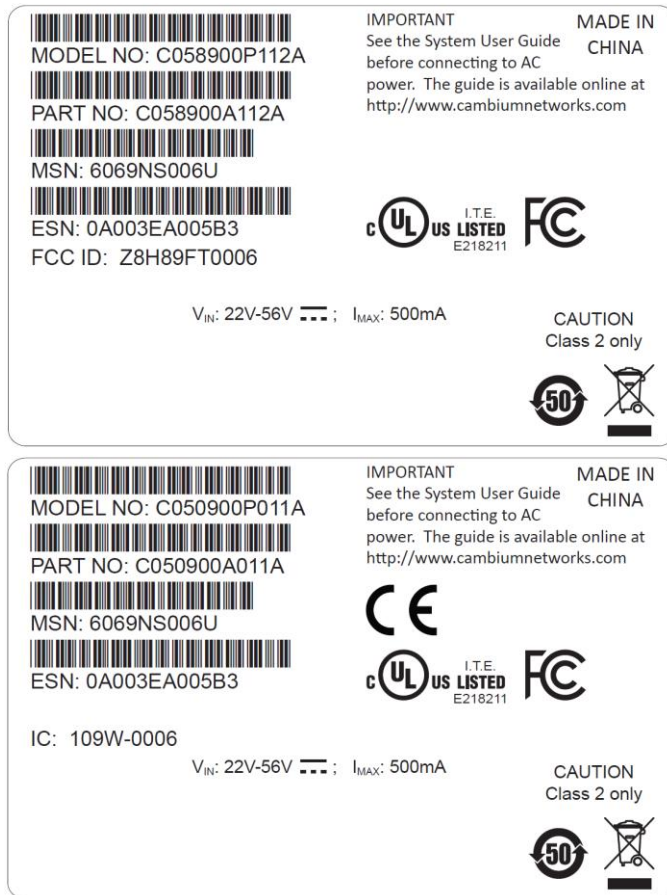 MODEL NO: C058900P112A
PART NO: C058900A112A
MSN: 6069NS006U
ESN: 0A003EA005B3
FCC ID: Z8H89FT0006
IMPORTANT
MADE IN
See the System User Guide
CHINA
before connecting to AC
power. The guide is available online at
http://www.cambiumnetworks.com
C UL US LISTED
I.T.E.
E218211
FC
VIN: 22V-56V ; IMAX: 500mA
CAUTION
Class 2 only
50
MODEL NO: C050900P011A
PART NO: C050900A011A
MSN: 6069NS006U
ESN: 0A003EA005B3
IC: 109W-0006
IMPORTANT
MADE IN
See the System User Guide
CHINA
before connecting to AC
power. The guide is available online at
http://www.cambiumnetworks.com
CE
C UL US LISTED
I.T.E.
E218211
FC
VIN: 22V-56V ; IMAX: 500mA
CAUTION
Class 2 only
50